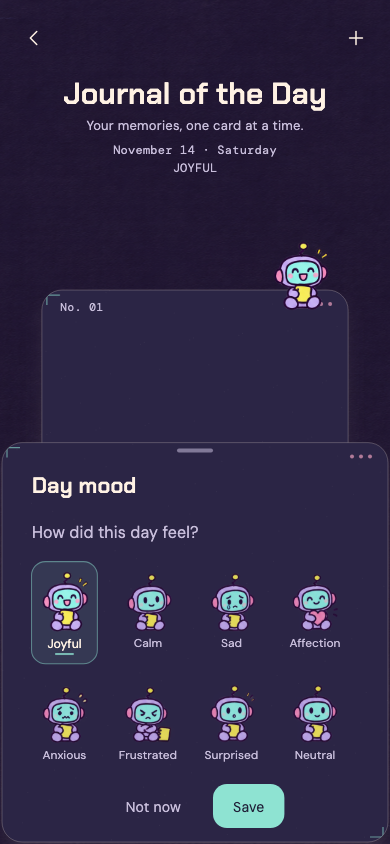 Journal of the Day
Your memories, one card at a time.
November 14 · Saturday
JOYFUL
No. 01
Day mood
How did this day feel?
Joyful Calm Sad Affection
Anxious Frustrated Surprised Neutral
Not now Save